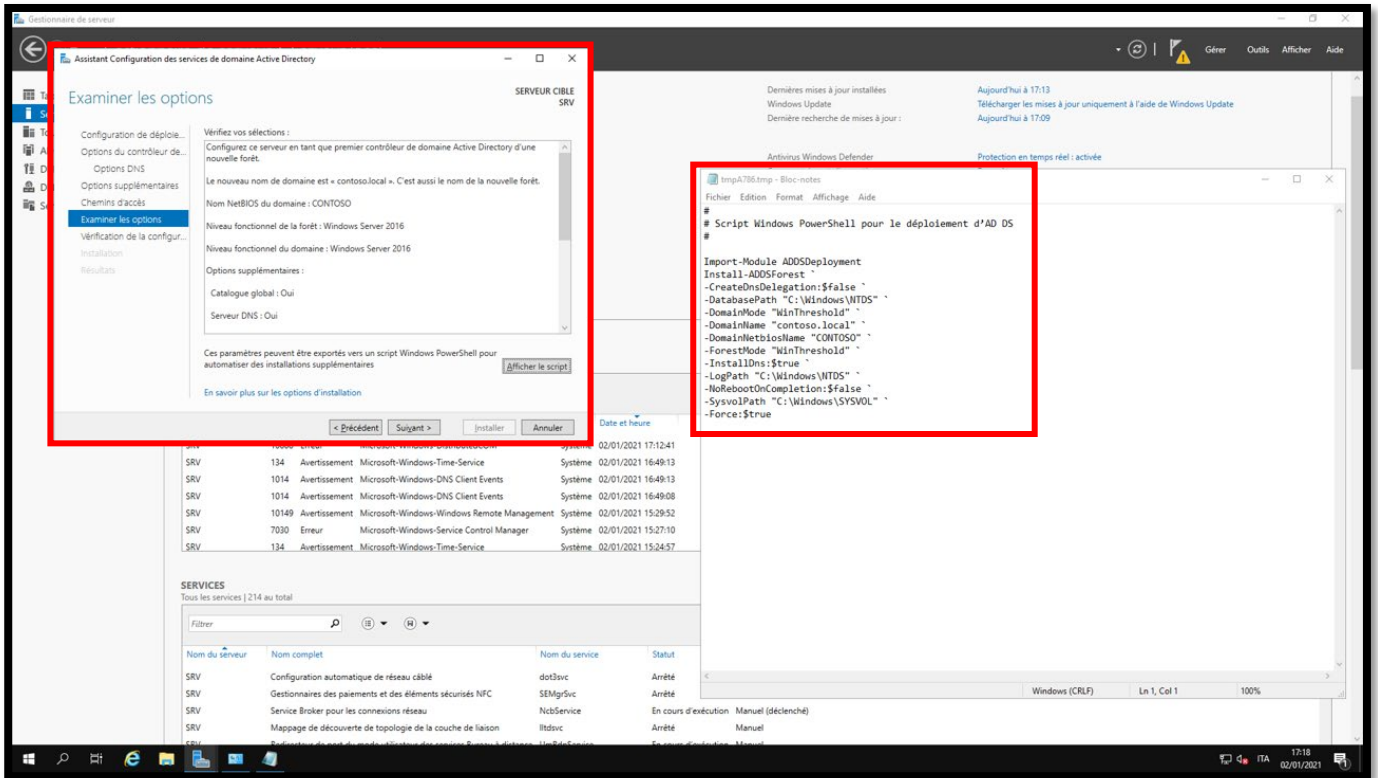 Gestionnaire de serveur
Gérer Outils Afficher Aide
Assistant Configuration des services de domaine Active Directory
Examiner les options
SERVEUR CIBLE
SRV
Configuration de déploie...
Options du contrôleur de...
Options DNS
Options supplémentaires
Chemins d'accès
Examiner les options
Vérification de la configur...
Installation
Résultats
Vérifiez vos sélections :
Configurez ce serveur en tant que premier contrôleur de domaine Active Directory d'une
nouvelle forêt.
Le nouveau nom de domaine est « contoso.local ». C'est aussi le nom de la nouvelle forêt.
Nom NetBIOS du domaine : CONTOSO
Niveau fonctionnel de la forêt : Windows Server 2016
Niveau fonctionnel du domaine : Windows Server 2016
Options supplémentaires :
Catalogue global : Oui
Serveur DNS : Oui
Ces paramètres peuvent être exportés vers un script Windows PowerShell pour
automatiser des installations supplémentaires
Afficher le script
En savoir plus sur les options d'installation
< Précédent Suivant > Installer Annuler
Dernières mises à jour installées Aujourd'hui à 17:13
Windows Update Télécharger les mises à jour uniquement à l'aide de Windows Update
Dernière recherche de mises à jour : Aujourd'hui à 17:09
Antivirus Windows Defender Protection en temps réel : activée
tmpA786.tmp - Bloc-notes
Fichier Edition Format Affichage Aide
#
# Script Windows PowerShell pour le déploiement d'AD DS
#
Import-Module ADDSDeployment
Install-ADDSForest `
-CreateDnsDelegation:$false `
-DatabasePath "C:\Windows\NTDS" `
-DomainMode "WinThreshold" `
-DomainName "contoso.local" `
-DomainNetbiosName "CONTOSO" `
-ForestMode "WinThreshold" `
-InstallDns:$true `
-LogPath "C:\Windows\NTDS" `
-NoRebootOnCompletion:$false `
-SysvolPath "C:\Windows\SYSVOL" `
-Force:$true
Windows (CRLF) Ln 1, Col 1 100%
Date et heure
Système 02/01/2021 17:12:41
SRV 134 Avertissement Microsoft-Windows-Time-Service Système 02/01/2021 16:49:13
SRV 1014 Avertissement Microsoft-Windows-DNS Client Events Système 02/01/2021 16:49:13
SRV 1014 Avertissement Microsoft-Windows-DNS Client Events Système 02/01/2021 16:49:08
SRV 10149 Avertissement Microsoft-Windows-Windows Remote Management Système 02/01/2021 15:29:52
SRV 7030 Erreur Microsoft-Windows-Service Control Manager Système 02/01/2021 15:27:10
SRV 134 Avertissement Microsoft-Windows-Time-Service Système 02/01/2021 15:24:57
SERVICES
Tous les services | 214 au total
Filtrer
Nom du serveur Nom complet Nom du service Statut
SRV Configuration automatique de réseau câblé dot3svc Arrêté
SRV Gestionnaires des paiements et des éléments sécurisés NFC SEMgrSvc Arrêté
SRV Service Broker pour les connexions réseau NcbService En cours d'exécution Manuel (déclenché)
SRV Mappage de découverte de topologie de la couche de liaison lltdsvc Arrêté Manuel
ITA
17:18
02/01/2021